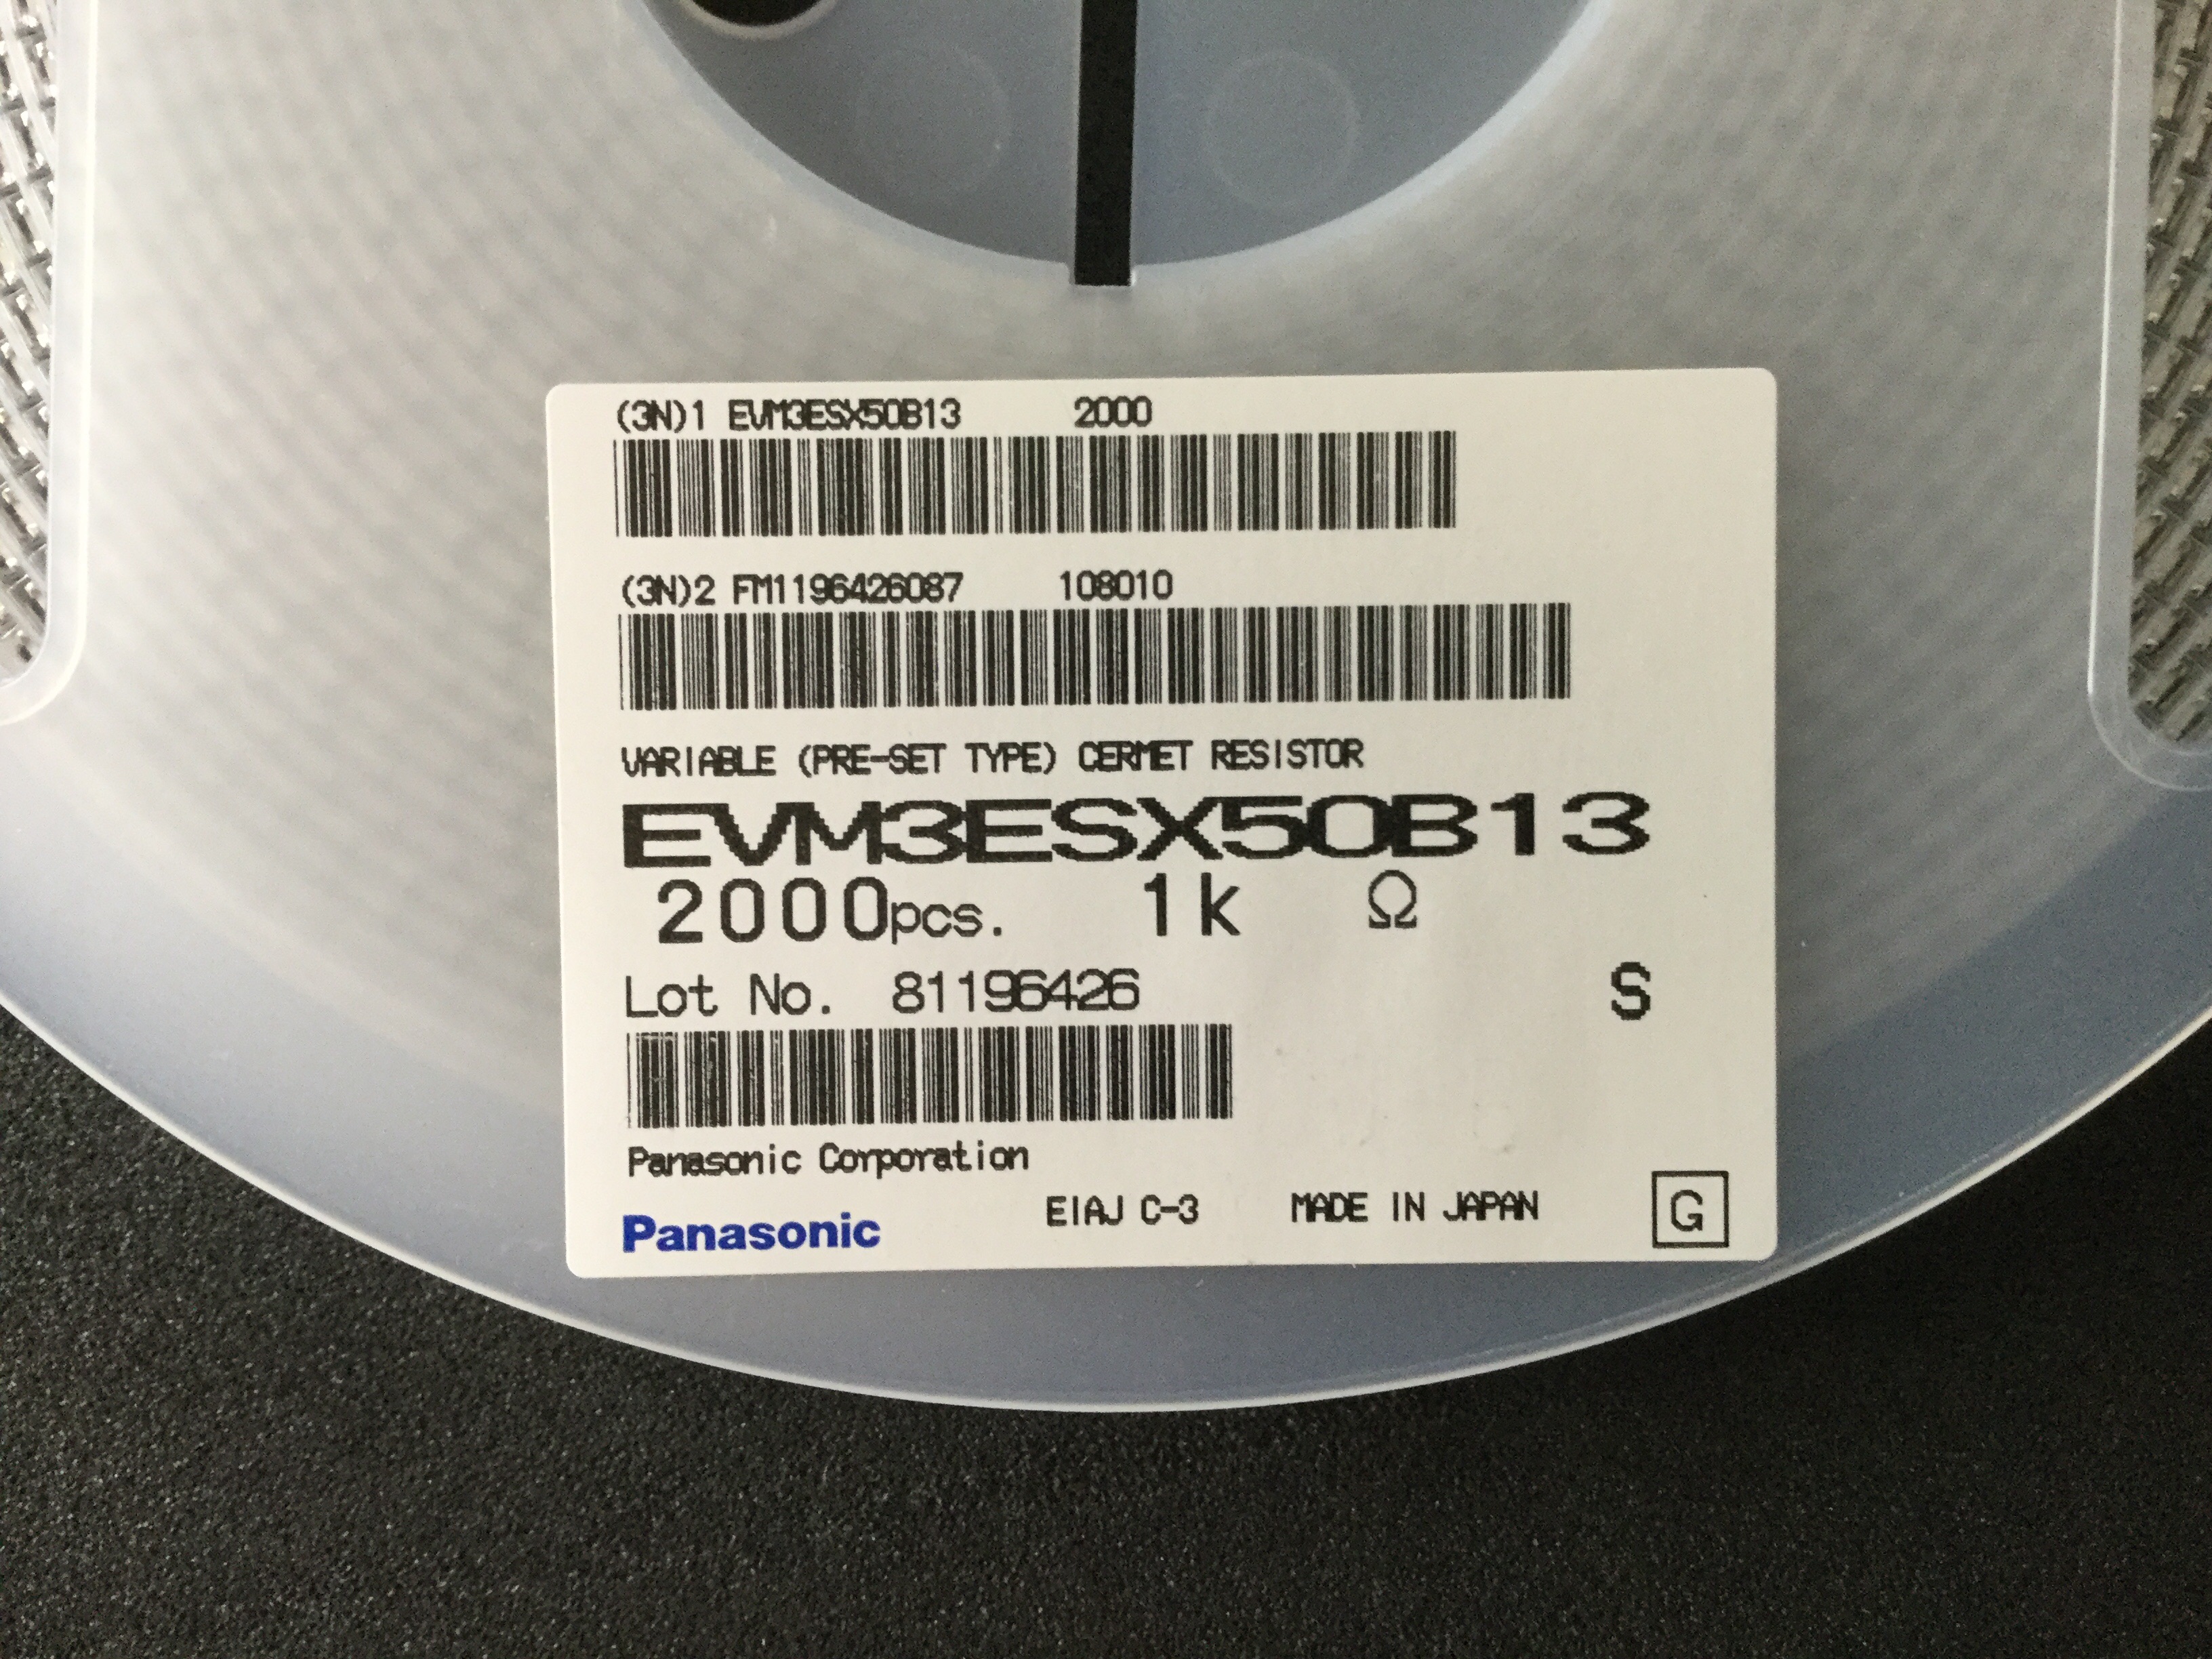 (3N)1 EVM3ESX50B13 2000
(3N)2 FM1196426087 108010
VARIABLE (PRE-SET TYPE) CERMET RESISTOR
EVM3ESX50B13
2000pcs. 1k Ω
Lot No. 81196426 S
Panasonic Corporation
Panasonic EIAJ C-3 MADE IN JAPAN G